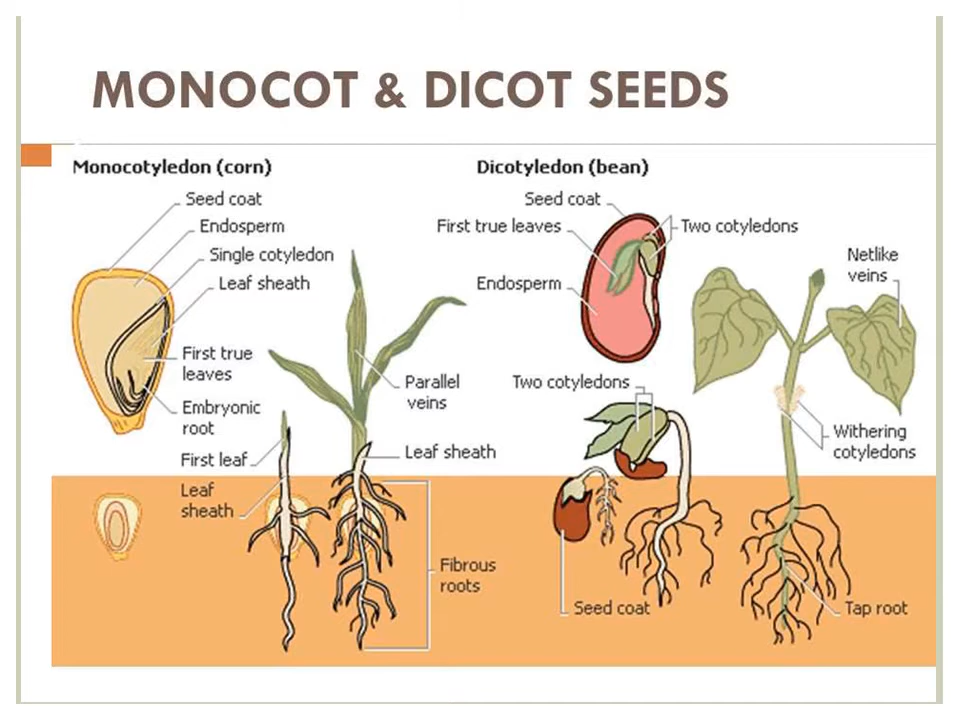 MONOCOT & DICOT SEEDS
Monocotyledon (corn)
Seed coat
Endosperm
Single cotyledon
Leaf sheath
First true
leaves
Embryonic
root
First leaf
Leaf
sheath
Parallel
veins
Leaf sheath
Fibrous
roots
Dicotyledon (bean)
Seed coat
First true leaves
Two cotyledons
Endosperm
Netlike
veins
Two cotyledons
Withering
cotyledons
Seed coat
Tap root